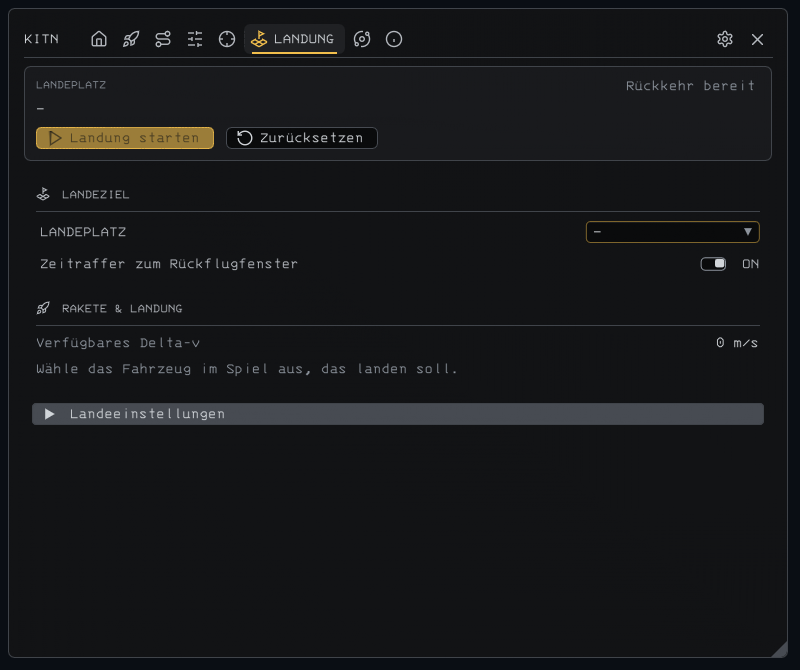 KITN LANDUNG
LANDEPLATZ Rückkehr bereit
–
Landung starten Zurücksetzen
LANDEZIEL
LANDEPLATZ –
Zeitraffer zum Rückflugfenster ON
RAKETE & LANDUNG
Verfügbares Delta-v 0 m/s
Wähle das Fahrzeug im Spiel aus, das landen soll.
Landeeinstellungen